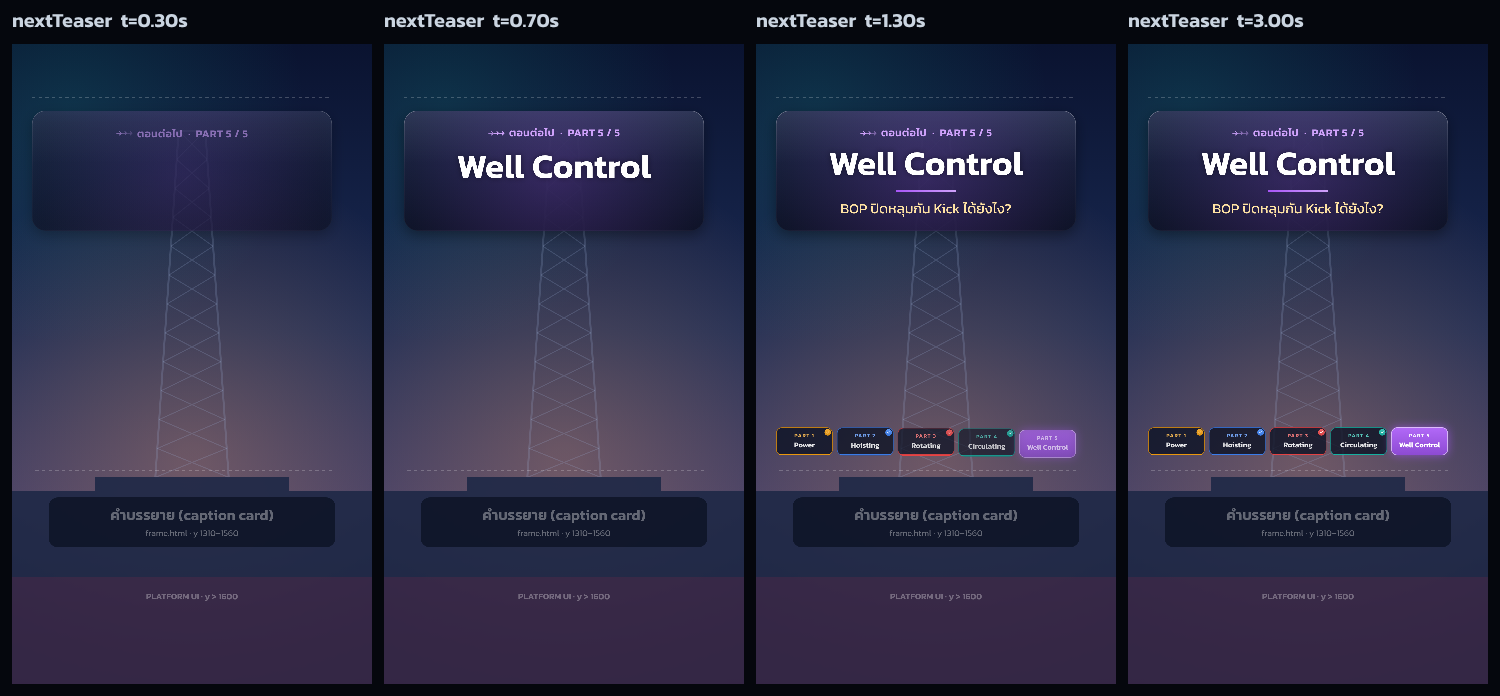 nextTeaser t=0.30s
ตอนต่อไป · PART 5 / 5
คำบรรยาย (caption card)
frame.html · y 1310–1560
PLATFORM UI · y > 1600
nextTeaser t=0.70s
ตอนต่อไป · PART 5 / 5
Well Control
คำบรรยาย (caption card)
frame.html · y 1310–1560
PLATFORM UI · y > 1600
nextTeaser t=1.30s
ตอนต่อไป · PART 5 / 5
Well Control
BOP ปิดหลุมกัน Kick ได้ยังไง?
PART 1 PART 2 PART 3 PART 4 PART 5
Power Hoisting Rotating Circulating Well Control
คำบรรยาย (caption card)
frame.html · y 1310–1560
PLATFORM UI · y > 1600
nextTeaser t=3.00s
ตอนต่อไป · PART 5 / 5
Well Control
BOP ปิดหลุมกัน Kick ได้ยังไง?
PART 1 PART 2 PART 3 PART 4 PART 5
Power Hoisting Rotating Circulating Well Control
คำบรรยาย (caption card)
frame.html · y 1310–1560
PLATFORM UI · y > 1600